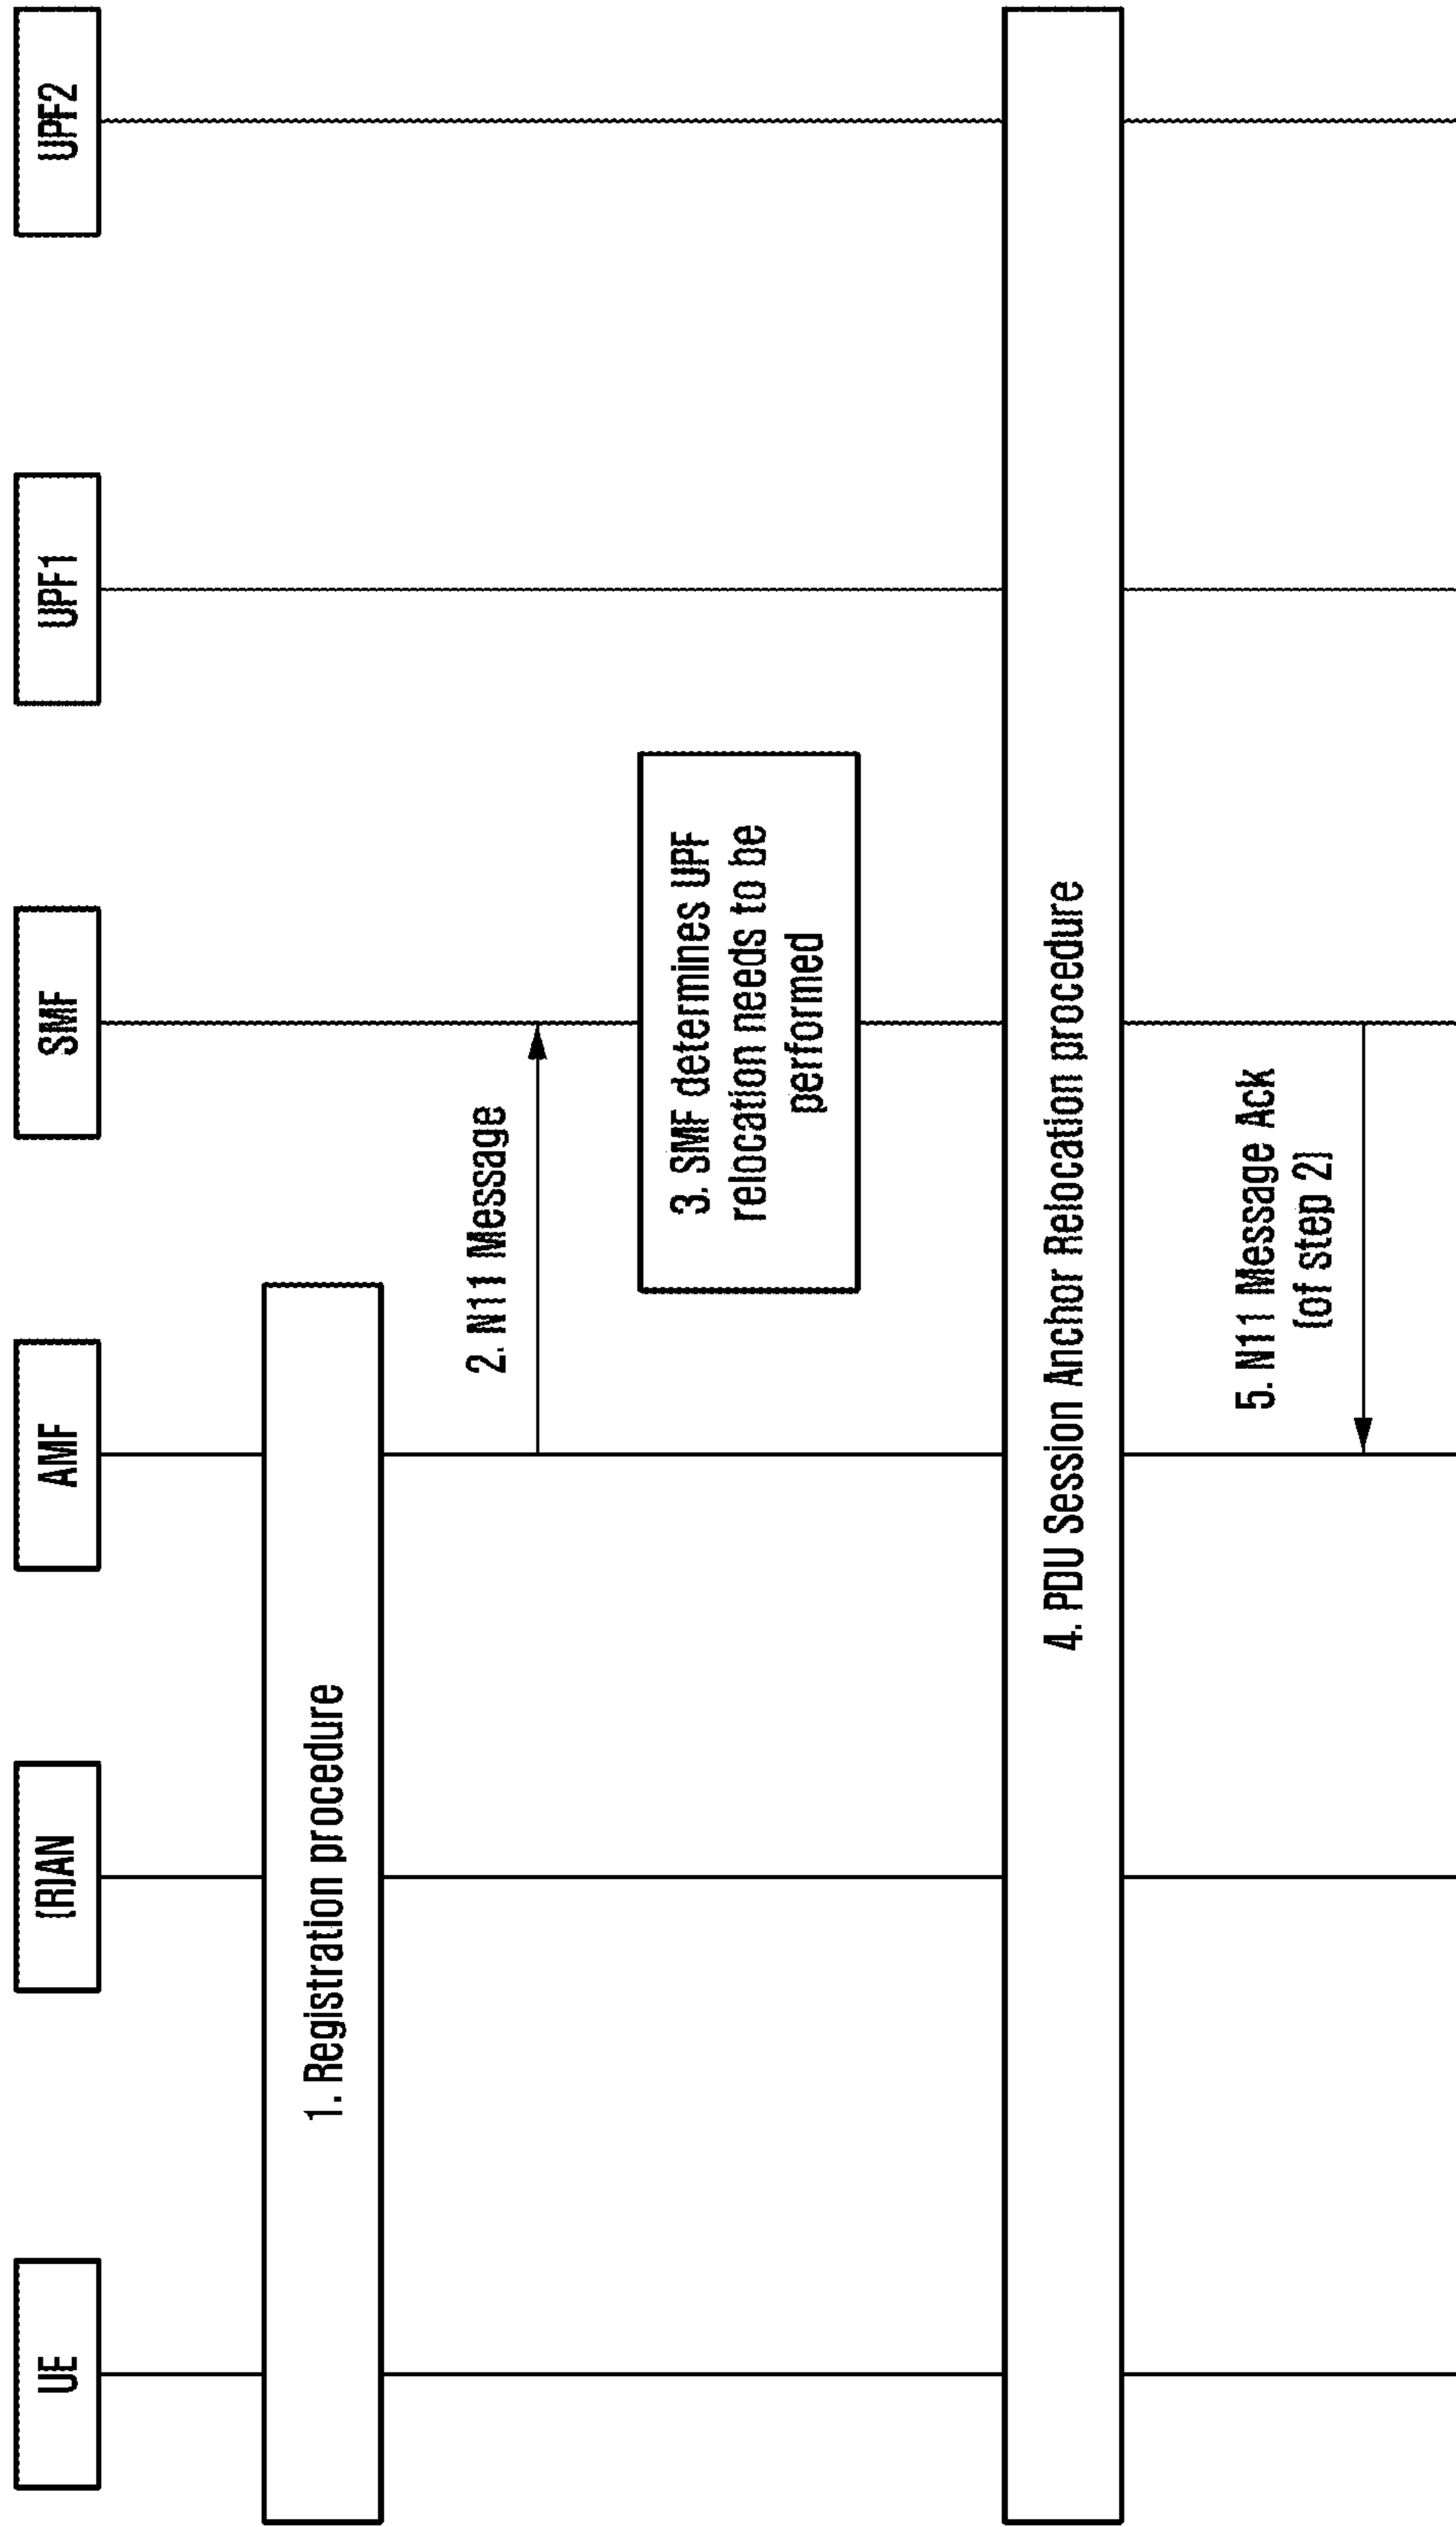 UE
(R)AN
AMF
SMF
UPF1
UPF2
1. Registration procedure
2. N11 Message
3. SMF determines UPF
relocation needs to be
performed
4. PDU Session Anchor Relocation procedure
5. N11 Message Ack
(of step 2)